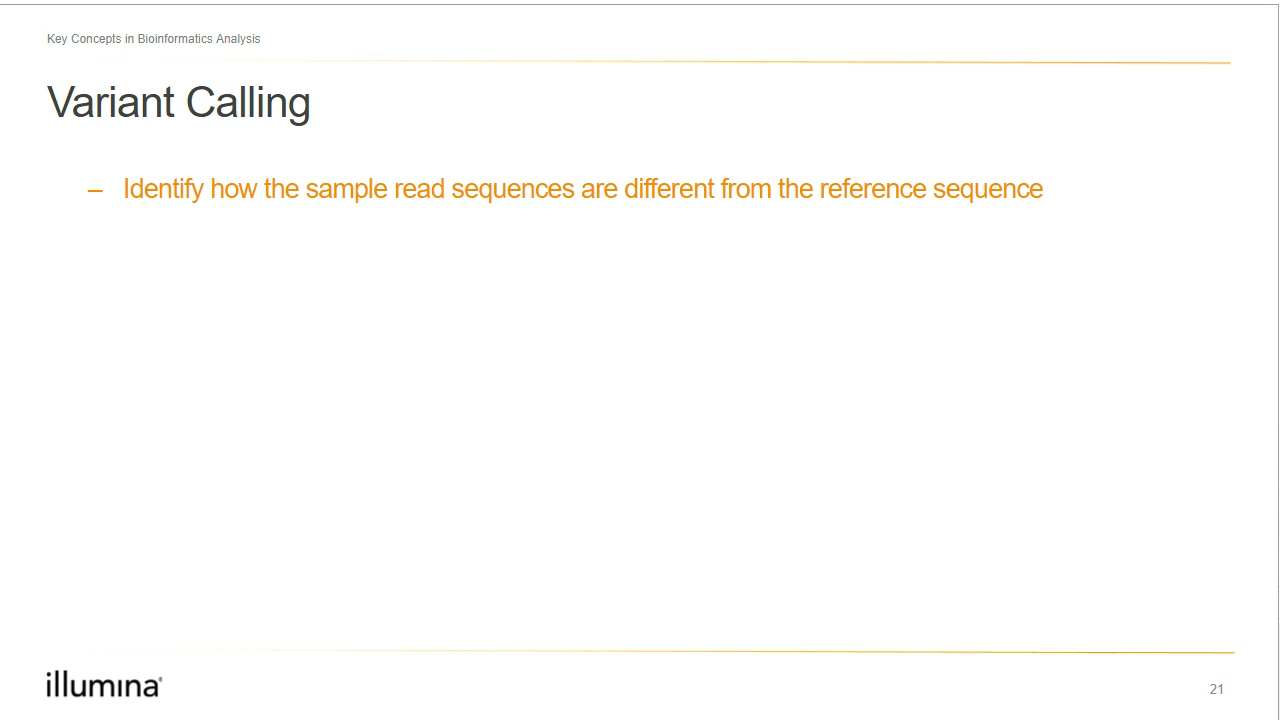 Key Concepts in Bioinformatics Analysis
Variant Calling
– Identify how the sample read sequences are different from the reference sequence
illumina®
21